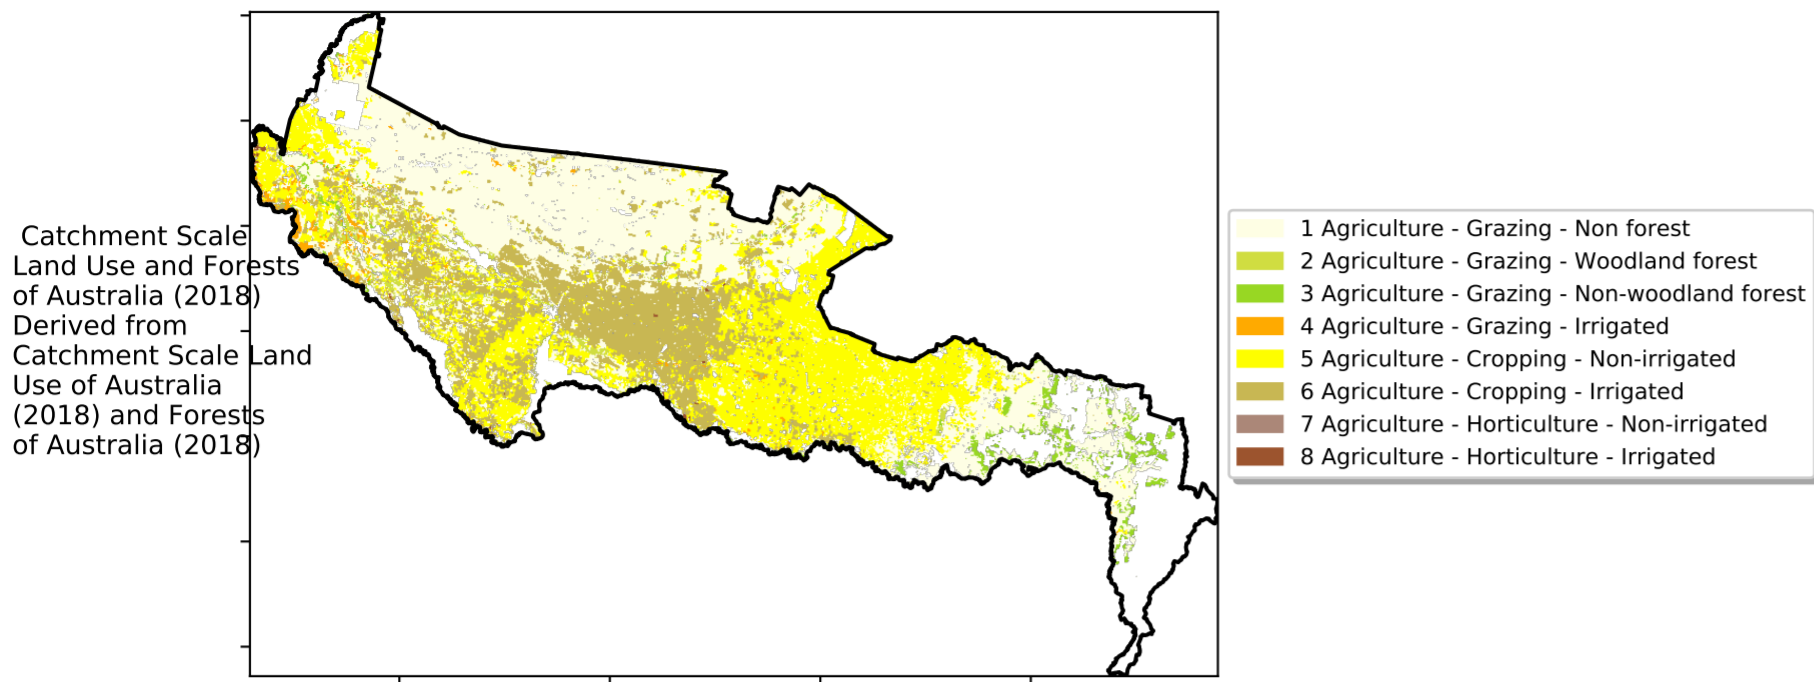 Catchment Scale
Land Use and Forests
of Australia (2018)
Derived from
Catchment Scale Land
Use of Australia
(2018) and Forests
of Australia (2018)
1 Agriculture - Grazing - Non forest
2 Agriculture - Grazing - Woodland forest
3 Agriculture - Grazing - Non-woodland forest
4 Agriculture - Grazing - Irrigated
5 Agriculture - Cropping - Non-irrigated
6 Agriculture - Cropping - Irrigated
7 Agriculture - Horticulture - Non-irrigated
8 Agriculture - Horticulture - Irrigated